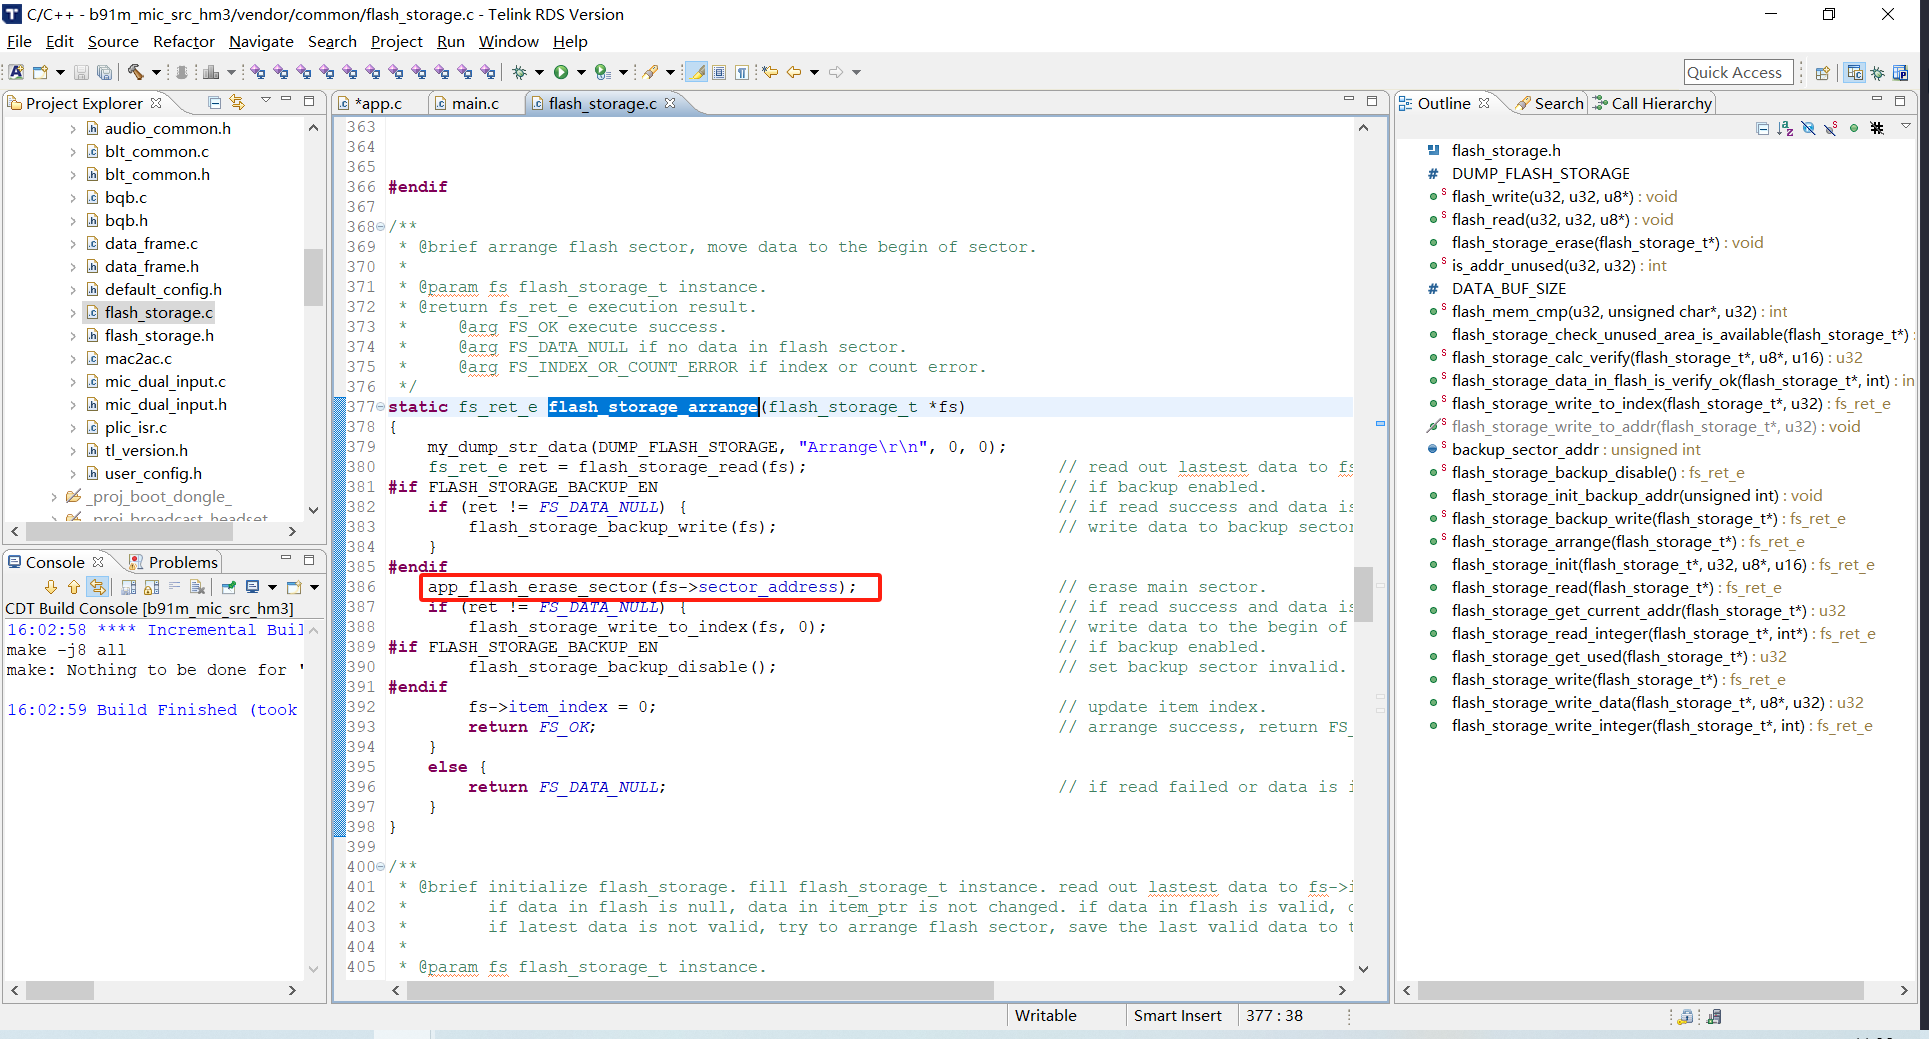 C/C++ - b91m_mic_src_hm3/vendor/common/flash_storage.c - Telink RDS Version
File Edit Source Refactor Navigate Search Project Run Window Help
Quick Access
Project Explorer
audio_common.h
blt_common.c
blt_common.h
bqb.c
bqb.h
data_frame.c
data_frame.h
default_config.h
flash_storage.c
flash_storage.h
mac2ac.c
mic_dual_input.c
mic_dual_input.h
plic_isr.c
tl_version.h
user_config.h
_proj_boot_dongle_
_proj_broadcast_headset
Console Problems
CDT Build Console [b91m_mic_src_hm3]
16:02:58 **** Incremental Buil
make -j8 all
make: Nothing to be done for '
16:02:59 Build Finished (took
*app.c main.c flash_storage.c
363
364
365
366 #endif
367
368 /**
369 * @brief arrange flash sector, move data to the begin of sector.
370 *
371 * @param fs flash_storage_t instance.
372 * @return fs_ret_e execution result.
373 * @arg FS_OK execute success.
374 * @arg FS_DATA_NULL if no data in flash sector.
375 * @arg FS_INDEX_OR_COUNT_ERROR if index or count error.
376 */
377 static fs_ret_e flash_storage_arrange(flash_storage_t *fs)
378 {
379 my_dump_str_data(DUMP_FLASH_STORAGE, "Arrange\r\n", 0, 0);
380 fs_ret_e ret = flash_storage_read(fs); // read out lastest data to fs
381 #if FLASH_STORAGE_BACKUP_EN // if backup enabled.
382 if (ret != FS_DATA_NULL) { // if read success and data is
383 flash_storage_backup_write(fs); // write data to backup sector
384 }
385 #endif
386 app_flash_erase_sector(fs->sector_address); // erase main sector.
387 if (ret != FS_DATA_NULL) { // if read success and data is
388 flash_storage_write_to_index(fs, 0); // write data to the begin of
389 #if FLASH_STORAGE_BACKUP_EN // if backup enabled.
390 flash_storage_backup_disable(); // set backup sector invalid.
391 #endif
392 fs->item_index = 0; // update item index.
393 return FS_OK; // arrange success, return FS_
394 }
395 else {
396 return FS_DATA_NULL; // if read failed or data is i
397 }
398 }
399
400 /**
401 * @brief initialize flash_storage. fill flash_storage_t instance. read out lastest data to fs->i
402 * if data in flash is null, data in item_ptr is not changed. if data in flash is valid, c
403 * if latest data is not valid, try to arrange flash sector, save the last valid data to t
404 *
405 * @param fs flash_storage_t instance.
Outline Search Call Hierarchy
flash_storage.h
DUMP_FLASH_STORAGE
flash_write(u32, u32, u8*) : void
flash_read(u32, u32, u8*) : void
flash_storage_erase(flash_storage_t*) : void
is_addr_unused(u32, u32) : int
DATA_BUF_SIZE
flash_mem_cmp(u32, unsigned char*, u32) : int
flash_storage_check_unused_area_is_available(flash_storage_t*) :
flash_storage_calc_verify(flash_storage_t*, u8*, u16) : u32
flash_storage_data_in_flash_is_verify_ok(flash_storage_t*, int) : in
flash_storage_write_to_index(flash_storage_t*, u32) : fs_ret_e
flash_storage_write_to_addr(flash_storage_t*, u32) : void
backup_sector_addr : unsigned int
flash_storage_backup_disable() : fs_ret_e
flash_storage_init_backup_addr(unsigned int) : void
flash_storage_backup_write(flash_storage_t*) : fs_ret_e
flash_storage_arrange(flash_storage_t*) : fs_ret_e
flash_storage_init(flash_storage_t*, u32, u8*, u16) : fs_ret_e
flash_storage_read(flash_storage_t*) : fs_ret_e
flash_storage_get_current_addr(flash_storage_t*) : u32
flash_storage_read_integer(flash_storage_t*, int*) : fs_ret_e
flash_storage_get_used(flash_storage_t*) : u32
flash_storage_write(flash_storage_t*) : fs_ret_e
flash_storage_write_data(flash_storage_t*, u8*, u32) : u32
flash_storage_write_integer(flash_storage_t*, int) : fs_ret_e
Writable Smart Insert 377 : 38